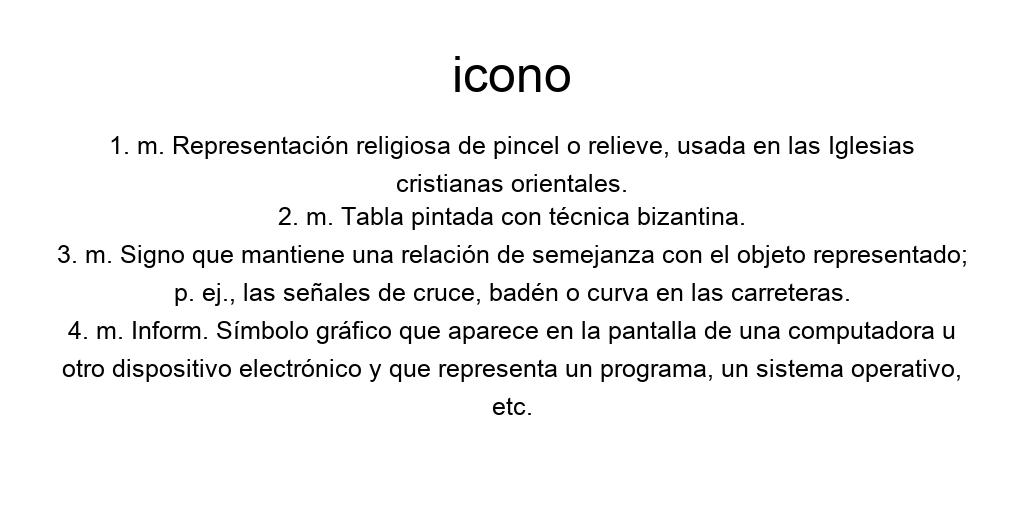 icono
1. m. Representación religiosa de pincel o relieve, usada en las Iglesias
cristianas orientales.
2. m. Tabla pintada con técnica bizantina.
3. m. Signo que mantiene una relación de semejanza con el objeto representado;
p. ej., las señales de cruce, badén o curva en las carreteras.
4. m. Inform. Símbolo gráfico que aparece en la pantalla de una computadora u
otro dispositivo electrónico y que representa un programa, un sistema operativo,
etc.